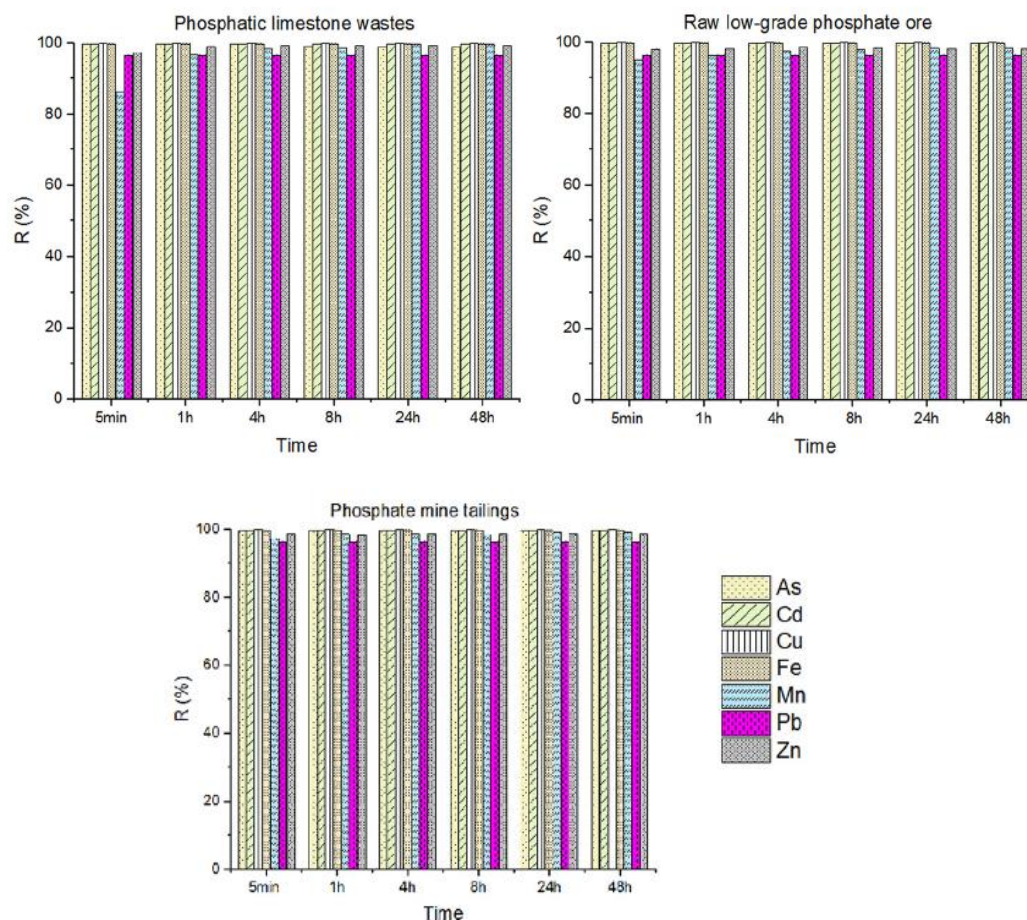 Phosphatic limestone wastes
100
80
60
40
20
0
R (%)
5min 1h 4h 8h 24h 48h
Time
Raw low-grade phosphate ore
100
80
60
40
20
0
R (%)
5min 1h 4h 8h 24h 48h
Time
Phosphate mine tailings
100
80
60
40
20
0
R (%)
5min 1h 4h 8h 24h 48h
Time
As
Cd
Cu
Fe
Mn
Pb
Zn